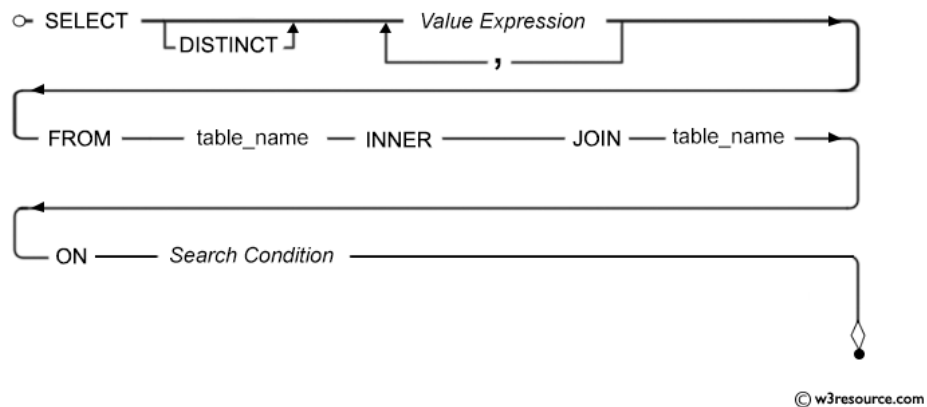 SELECT Value Expression
DISTINCT ,
FROM table_name INNER JOIN table_name
ON Search Condition
© w3resource.com